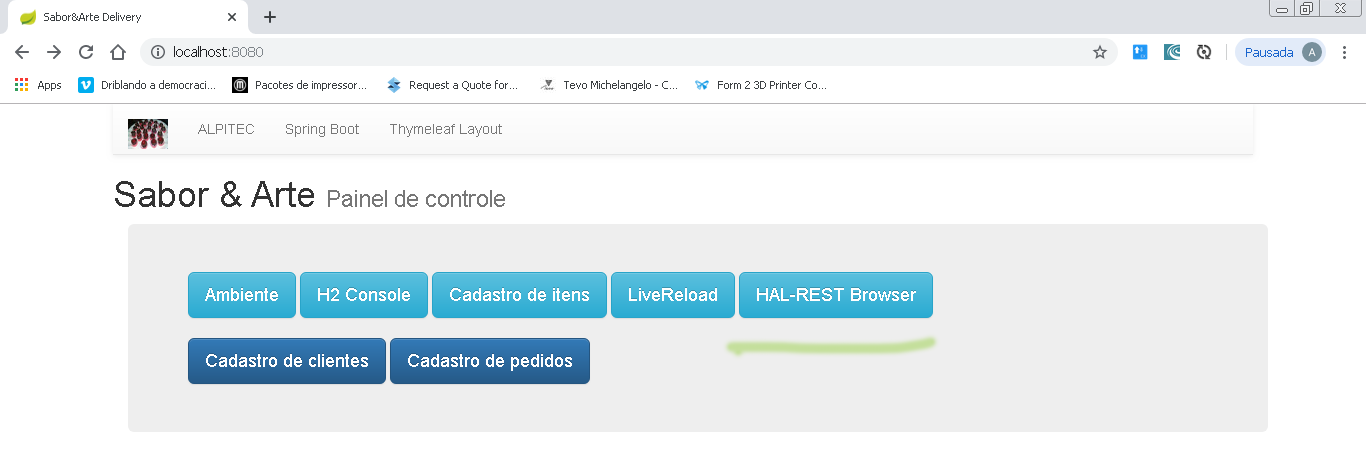 Sabor&Arte Delivery
localhost:8080
Pausada A
Apps Driblando a democraci... Pacotes de impressor... Request a Quote for... Tevo Michelangelo - C... Form 2 3D Printer Co...
ALPITEC Spring Boot Thymeleaf Layout
Sabor & Arte Painel de controle
Ambiente H2 Console Cadastro de itens LiveReload HAL-REST Browser
Cadastro de clientes Cadastro de pedidos